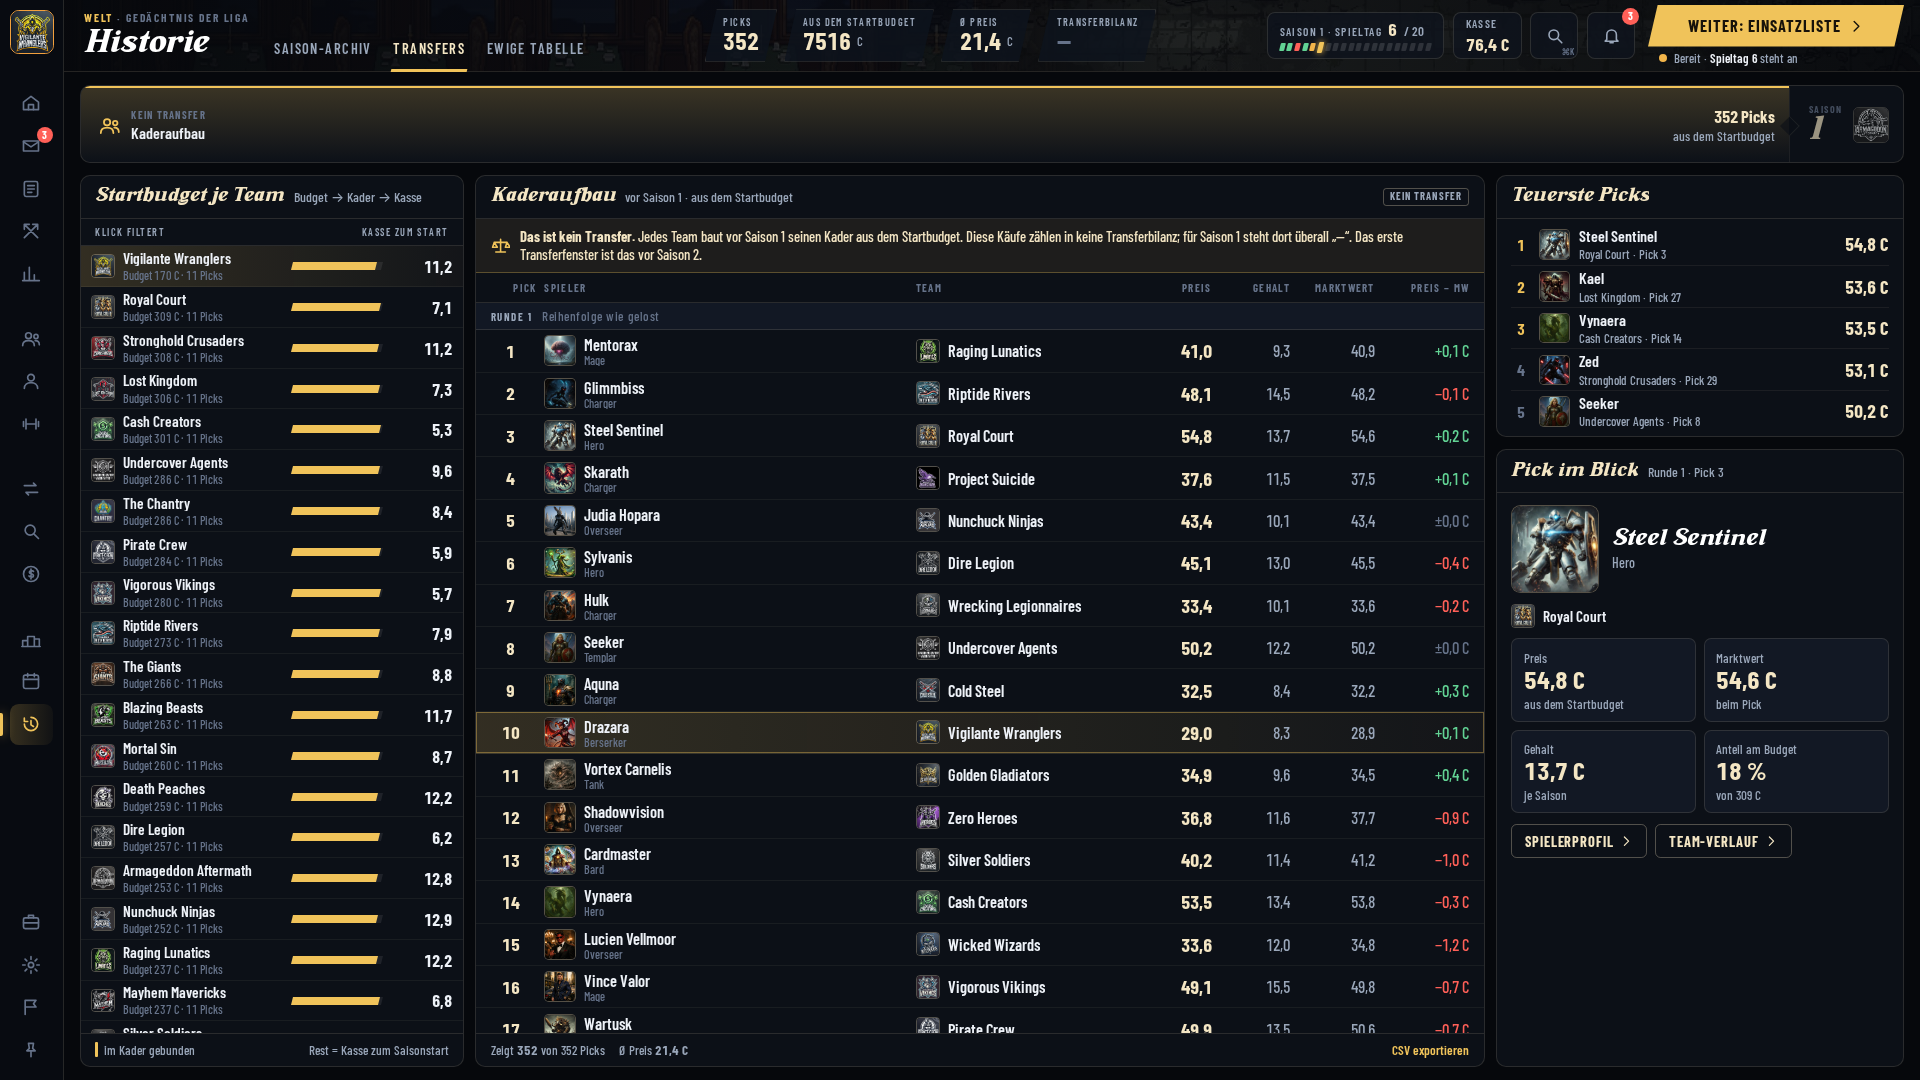 WELT · GEDÄCHTNIS DER LIGA
Historie
SAISON-ARCHIV
TRANSFERS
EWIGE TABELLE
PICKS
352
AUS DEM STARTBUDGET
7516 C
Ø PREIS
21,4 C
TRANSFERBILANZ
—
SAISON 1 · SPIELTAG 6 / 20
KASSE
76,4 C
⌘K
3
WEITER: EINSATZLISTE
Bereit · Spieltag 6 steht an
3
KEIN TRANSFER
Kaderaufbau
352 Picks
aus dem Startbudget
SAISON
1
Startbudget je Team Budget → Kader → Kasse
KLICK FILTERT KASSE ZUM START
Vigilante Wranglers
Budget 170 C · 11 Picks
11,2
Royal Court
Budget 309 C · 11 Picks
7,1
Stronghold Crusaders
Budget 308 C · 11 Picks
11,2
Lost Kingdom
Budget 306 C · 11 Picks
7,3
Cash Creators
Budget 301 C · 11 Picks
5,3
Undercover Agents
Budget 286 C · 11 Picks
9,6
The Chantry
Budget 286 C · 11 Picks
8,4
Pirate Crew
Budget 284 C · 11 Picks
5,9
Vigorous Vikings
Budget 280 C · 11 Picks
5,7
Riptide Rivers
Budget 273 C · 11 Picks
7,9
The Giants
Budget 266 C · 11 Picks
8,8
Blazing Beasts
Budget 263 C · 11 Picks
11,7
Mortal Sin
Budget 260 C · 11 Picks
8,7
Death Peaches
Budget 259 C · 11 Picks
12,2
Dire Legion
Budget 257 C · 11 Picks
6,2
Armageddon Aftermath
Budget 253 C · 11 Picks
12,8
Nunchuck Ninjas
Budget 252 C · 11 Picks
12,9
Raging Lunatics
Budget 237 C · 11 Picks
12,2
Mayhem Mavericks
Budget 237 C · 11 Picks
6,8
Silver Soldiers
Im Kader gebunden
Rest = Kasse zum Saisonstart
Kaderaufbau vor Saison 1 · aus dem Startbudget
KEIN TRANSFER
Das ist kein Transfer. Jedes Team baut vor Saison 1 seinen Kader aus dem Startbudget. Diese Käufe zählen in keine Transferbilanz; für Saison 1 steht dort überall „—“. Das erste
Transferfenster ist das vor Saison 2.
PICK SPIELER TEAM PREIS GEHALT MARKTWERT PREIS – MW
RUNDE 1 Reihenfolge wie gelost
1 Mentorax Raging Lunatics 41,0 9,3 40,9 +0,1 C
Mage
2 Glimmbiss Riptide Rivers 48,1 14,5 48,2 −0,1 C
Charger
3 Steel Sentinel Royal Court 54,8 13,7 54,6 +0,2 C
Hero
4 Skarath Project Suicide 37,6 11,5 37,5 +0,1 C
Charger
5 Judia Hopara Nunchuck Ninjas 43,4 10,1 43,4 ±0,0 C
Overseer
6 Sylvanis Dire Legion 45,1 13,0 45,5 −0,4 C
Hero
7 Hulk Wrecking Legionnaires 33,4 10,1 33,6 −0,2 C
Charger
8 Seeker Undercover Agents 50,2 12,2 50,2 ±0,0 C
Templar
9 Aquna Cold Steel 32,5 8,4 32,2 +0,3 C
Charger
10 Drazara Vigilante Wranglers 29,0 8,3 28,9 +0,1 C
Berserker
11 Vortex Carnelis Golden Gladiators 34,9 9,6 34,5 +0,4 C
Tank
12 Shadowvision Zero Heroes 36,8 11,6 37,7 −0,9 C
Overseer
13 Cardmaster Silver Soldiers 40,2 11,4 41,2 −1,0 C
Bard
14 Vynaera Cash Creators 53,5 13,4 53,8 −0,3 C
Hero
15 Lucien Vellmoor Wicked Wizards 33,6 12,0 34,8 −1,2 C
Overseer
16 Vince Valor Vigorous Vikings 49,1 15,5 49,8 −0,7 C
Mage
17 Wartusk Pirate Crew 49,9 13,5 50,6 −0,7 C
Zeigt 352 von 352 Picks Ø Preis 21,4 C
CSV exportieren
Teuerste Picks
1 Steel Sentinel 54,8 C
Royal Court · Pick 3
2 Kael 53,6 C
Lost Kingdom · Pick 27
3 Vynaera 53,5 C
Cash Creators · Pick 14
4 Zed 53,1 C
Stronghold Crusaders · Pick 29
5 Seeker 50,2 C
Undercover Agents · Pick 8
Pick im Blick Runde 1 · Pick 3
Steel Sentinel
Hero
Royal Court
Preis
54,8 C
aus dem Startbudget
Marktwert
54,6 C
beim Pick
Gehalt
13,7 C
je Saison
Anteil am Budget
18 %
von 309 C
SPIELERPROFIL
TEAM-VERLAUF